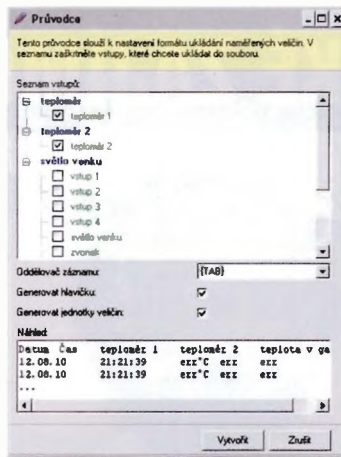 Průvodce
Tento průvodce slouží k nastavení formátu ukládání naměřených veličin. V
seznamu zaškrtněte vstupy, které chcete ukládat do souboru.
Seznam vstupů:
teploměr
teploměr 1
teploměr 2
teploměr 2
světlo venku
vstup 1
vstup 2
vstup 3
vstup 4
světlo venku
zvonek
Oddělovač záznamu: {TAB}
Generovat hlavičku:
Generovat jednotky veličin:
Náhled:
Datum Čas teploměr 1 teploměr 2 teplota v ga
12.08.10 21:21:39 err°C err err
12.08.10 21:21:39 err°C err err
...
Vytvořit Zrušit